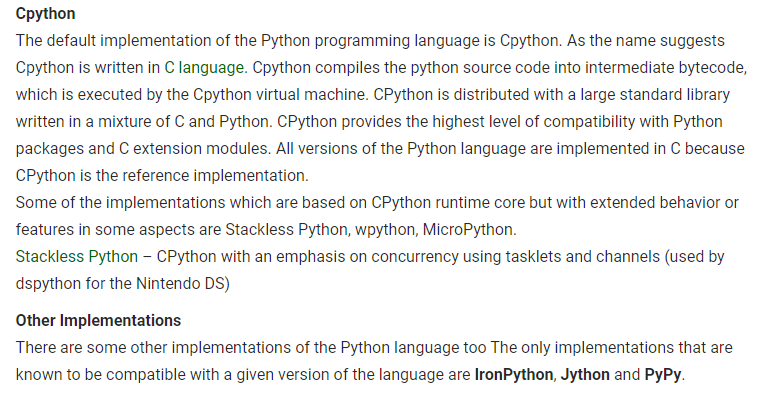 Cpython
The default implementation of the Python programming language is Cpython. As the name suggests
Cpython is written in C language. Cpython compiles the python source code into intermediate bytecode,
which is executed by the Cpython virtual machine. CPython is distributed with a large standard library
written in a mixture of C and Python. CPython provides the highest level of compatibility with Python
packages and C extension modules. All versions of the Python language are implemented in C because
CPython is the reference implementation.
Some of the implementations which are based on CPython runtime core but with extended behavior or
features in some aspects are Stackless Python, wpython, MicroPython.
Stackless Python – CPython with an emphasis on concurrency using tasklets and channels (used by
dspython for the Nintendo DS)
Other Implementations
There are some other implementations of the Python language too The only implementations that are
known to be compatible with a given version of the language are IronPython, Jython and PyPy.